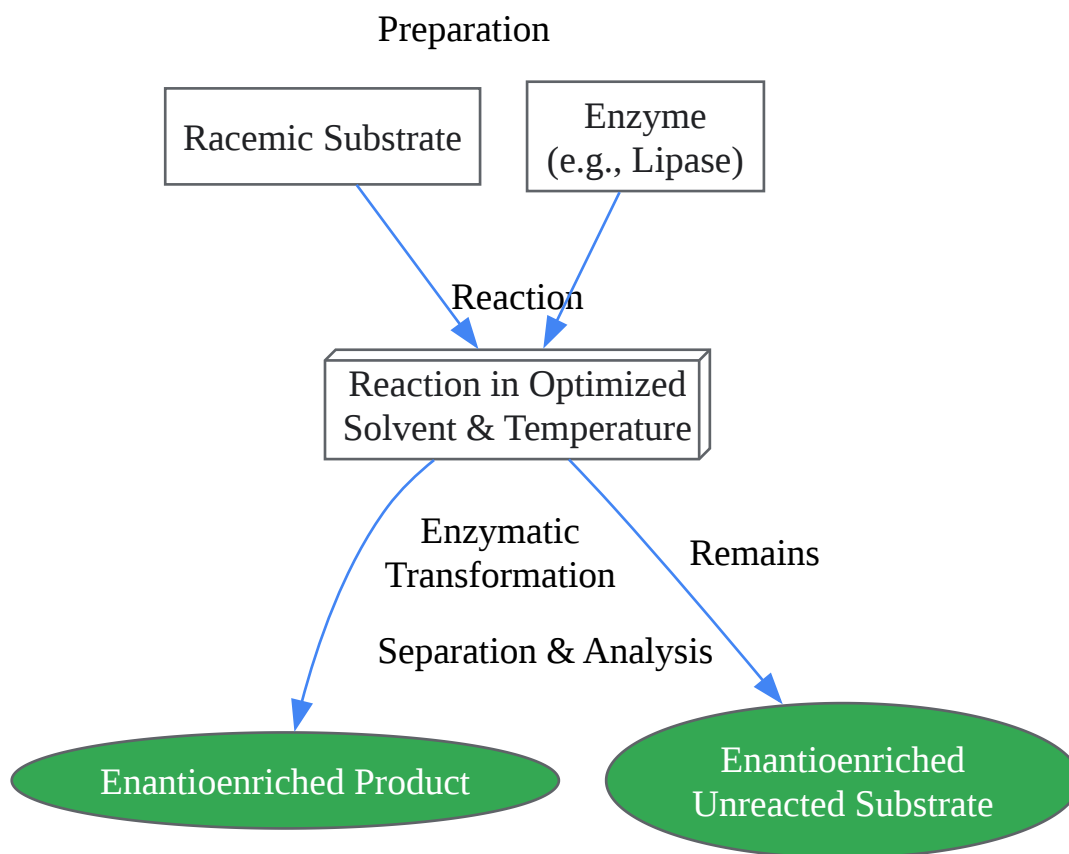 Preparation
Racemic Substrate
Enzyme
(e.g., Lipase)
Reaction
Reaction in Optimized
Solvent & Temperature
Enzymatic
Transformation
Remains
Separation & Analysis
Enantioenriched Product
Enantioenriched
Unreacted Substrate